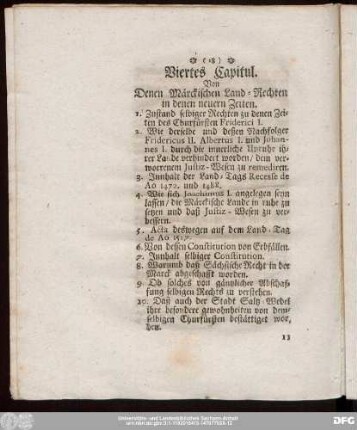 (18)
Viertes Capitul.
Von
Denen Märckischen Land-Rechten
in denen neuern Zeiten.
1. Zustand selbiger Rechten zu denen Zei-
ten des Churfürsten Friderici I.
2. Wie derselbe und dessen Nachfolger
Fridericus II. Albertus I. und Johan-
nes I. durch die innerliche Unruhe ih-
rer Lande verhindert worden / dem ver-
worrenem Justiz-Wesen zu remediren.
3. Innhalt der Land-Tags Recesse de
Ao 1472. und 1488.
4. Wie sich Joachimus I. angelegen seyn
lassen / die Märckische Lande in ruhe zu
setzen und daß Justiz-Wesen zu ver-
bessern.
5. Acta deswegen auf dem Land-Tag
de Ao
6. Von dessen Constitution von Erbfällen.
7. Innhalt selbiger Constitution.
8. Warumb daß Sächsische Recht in der
Marck abgeschafft worden.
9. Ob solches von gäntzlicher Abschaf-
fung selbigen Rechts zu verstehen.
10. Daß auch der Stadt Saltz-Wedel
ihre besondere gewohnheiten von dem-
selbigen Churfürsten bestättiget wor-
den.
11
Universitäts- und Landesbibliothek Sachsen-Anhalt
DFG